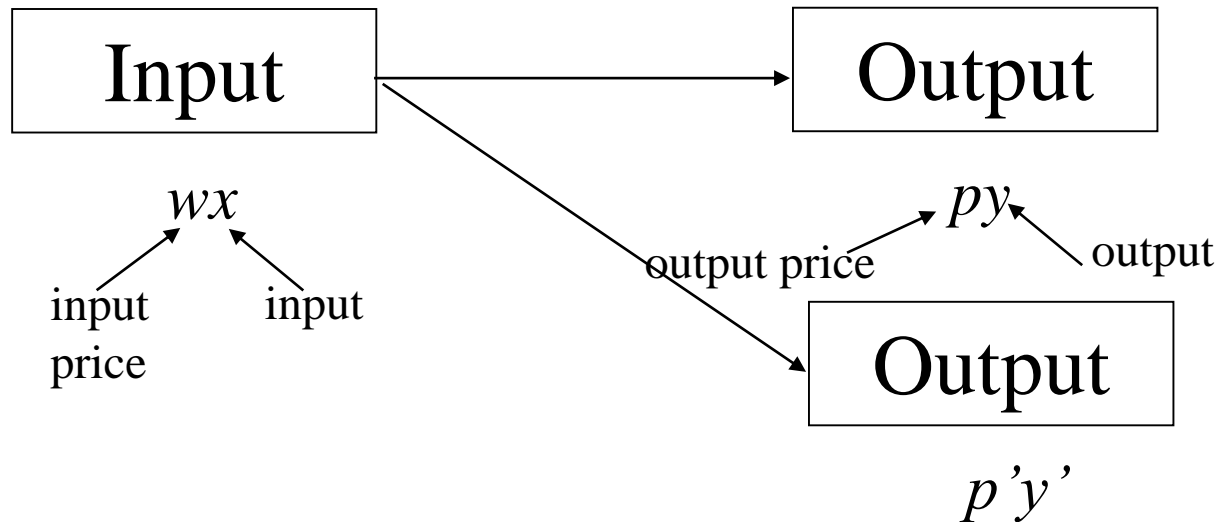 Input
Output
wx
py
output price
output
input
price
input
Output
p’y’